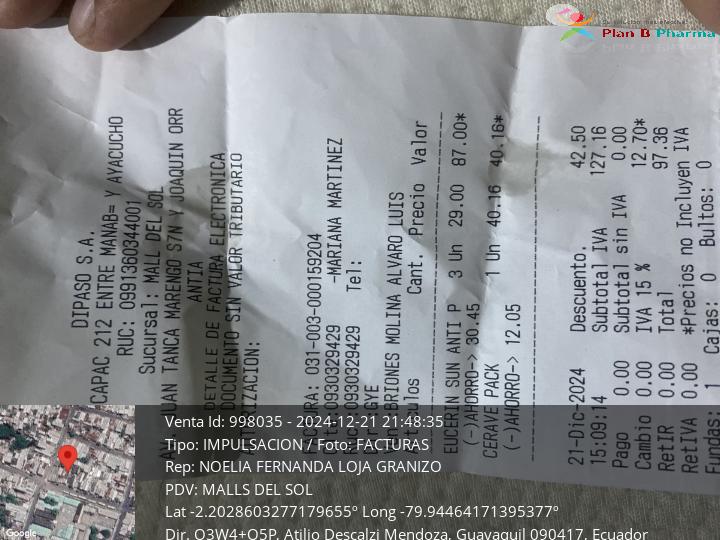 Plan B Pharma
DIPASO S.A.
CAPAC 212 ENTRE MANAB= Y AYACUCHO
RUC: 0991360344001
Sucursal: MALL DEL SOL
JUAN TANCA MARENGO S7N Y JOAQUIN ORR
ANTIA
DETALLE DE FACTURA ELECTRONICA
DOCUMENTO SIN VALOR TRIBUTARIO
FACTURA: 031-003-000159204
0930329429 -MARIANA MARTINEZ
0930329429 Tel:
BRIONES MOLINA ALVARO LUIS
Cant. Precio Valor
EUCERIN SUN ANTI P 3 Un 29.00 87.00*
(-)AHORRO-> 30.45
CERAVE PACK 1 Un 40.16 40.16*
(-)AHORRO-> 12.05
21-Dic-2024 Descuento. 42.50
15:09:14 Subtotal IVA 127.16
Pago 0.00 Subtotal sin IVA 0.00
Cambio 0.00 IVA 15 % 12.70*
RetIR 0.00 Total 97.36
RetIVA 0.00 *Precios no Incluyen IVA
Fundas: 1 Cajas: 0 Bultos: 0
Venta Id: 998035 - 2024-12-21 21:48:35
Tipo: IMPULSACION / Foto: FACTURAS
Rep: NOELIA FERNANDA LOJA GRANIZO
PDV: MALLS DEL SOL
Lat -2.2028603277179655° Long -79.94464171395377°
Dir. Q3W4+Q5P, Atilio Descalzi Mendoza, Guayaquil 090417, Ecuador
Google